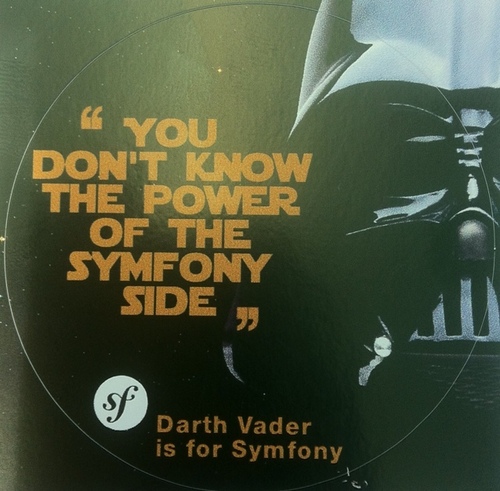 “ YOU
DON'T KNOW
THE POWER
OF THE
SYMFONY
SIDE ”
sf
Darth Vader
is for Symfony